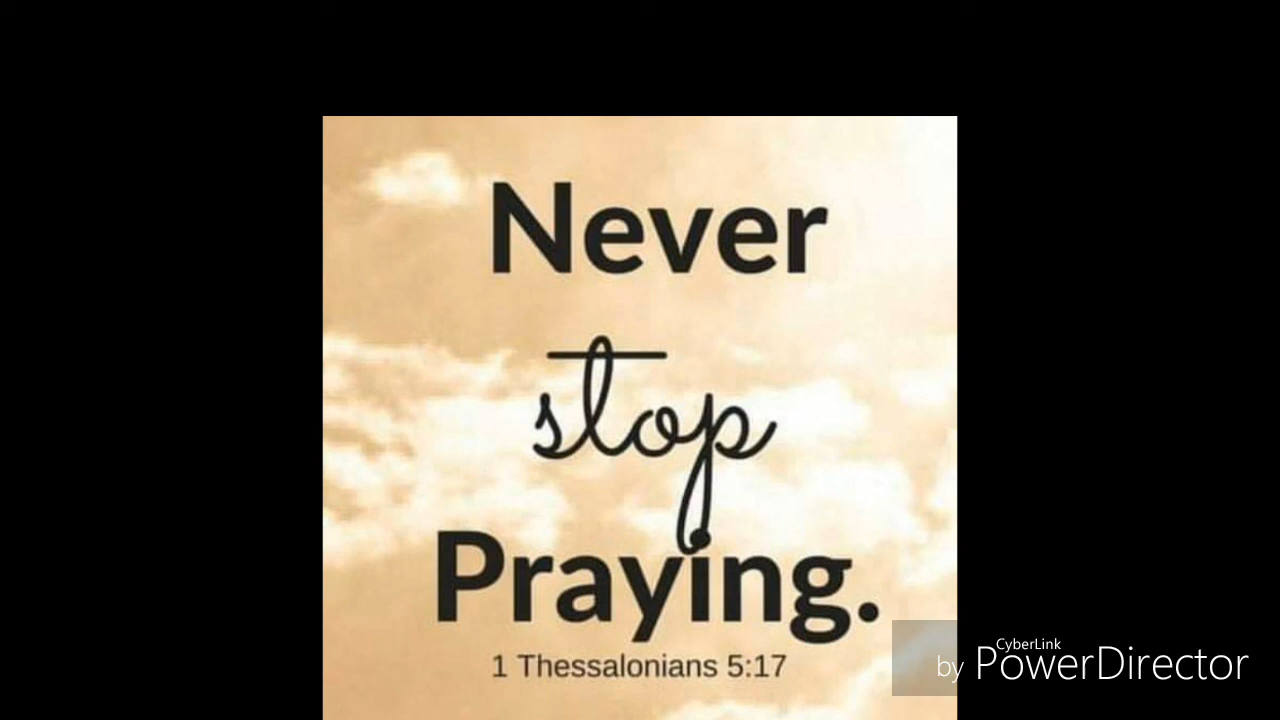 Never
stop
Praying.
1 Thessalonians 5:17
CyberLink
by PowerDirector